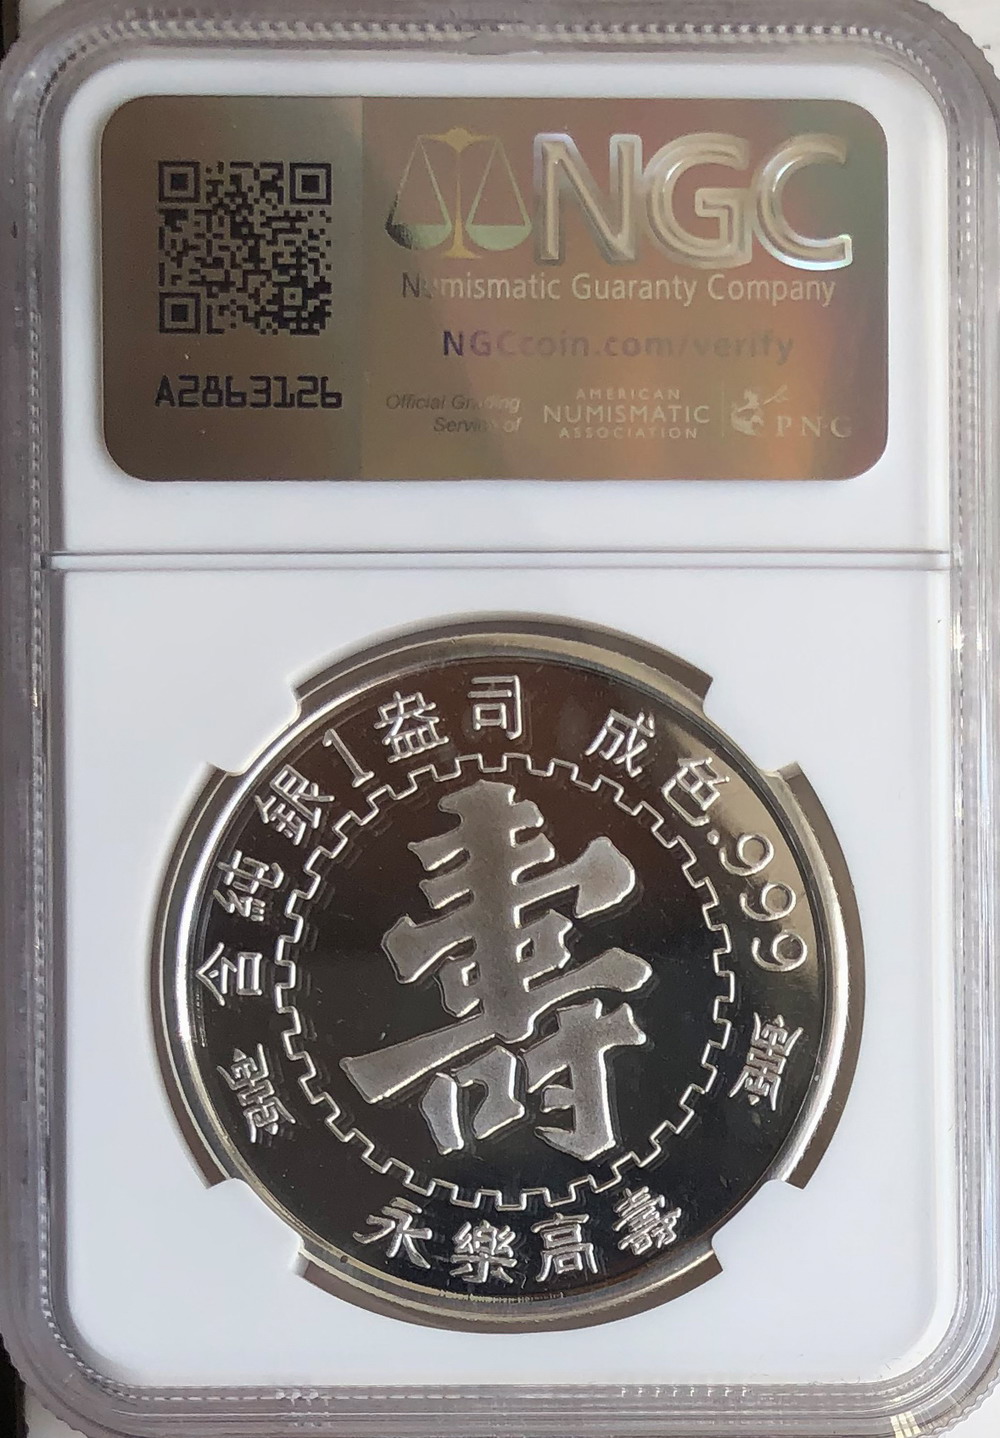 NGC
Numismatic Guaranty Company
NGCcoin.com/verify
A2863126
Official Grading
Service of
AMERICAN
NUMISMATIC
ASSOCIATION
PNG
含純銀1盎司 成色.999
壽
永樂高壽